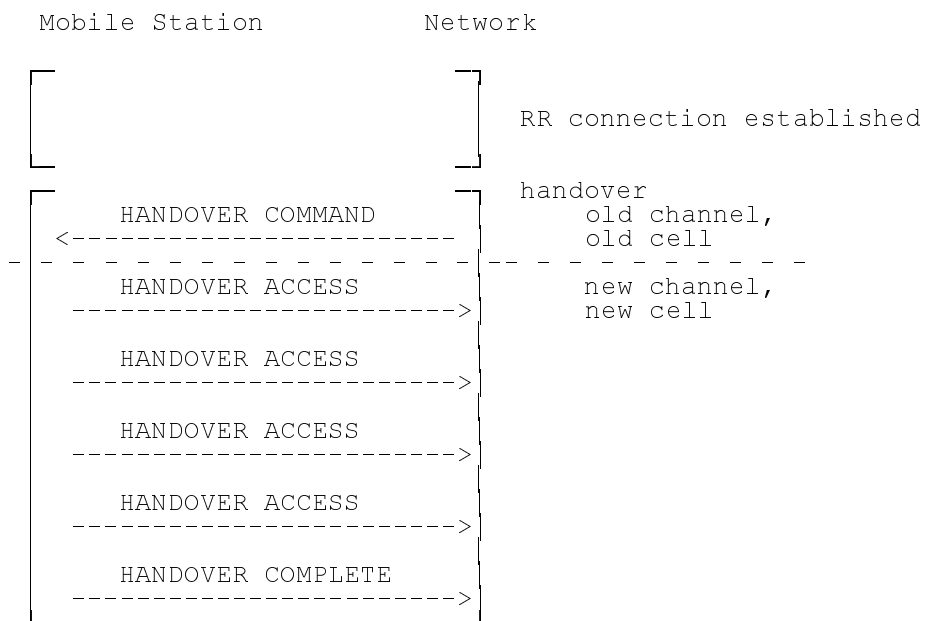 Mobile Station Network
RR connection established
handover
HANDOVER COMMAND old channel,
<----------------------- old cell
HANDOVER ACCESS new channel,
------------------------> new cell
HANDOVER ACCESS
------------------------>
HANDOVER ACCESS
------------------------>
HANDOVER ACCESS
------------------------>
HANDOVER COMPLETE
------------------------>